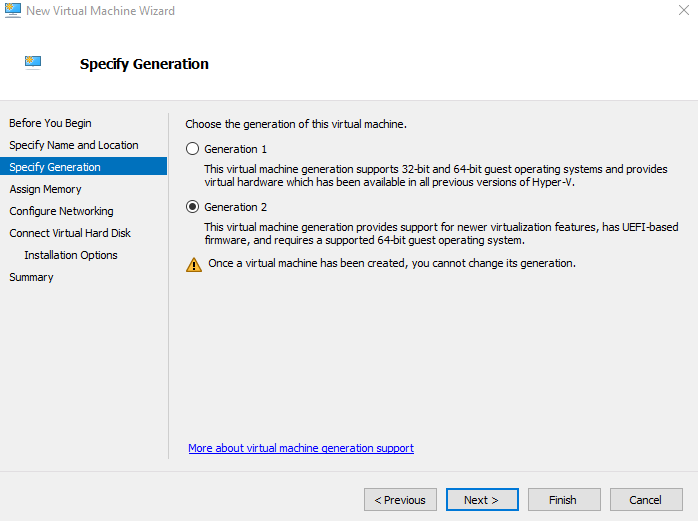 New Virtual Machine Wizard
Specify Generation
Before You Begin
Specify Name and Location
Specify Generation
Assign Memory
Configure Networking
Connect Virtual Hard Disk
Installation Options
Summary
Choose the generation of this virtual machine.
Generation 1
This virtual machine generation supports 32-bit and 64-bit guest operating systems and provides
virtual hardware which has been available in all previous versions of Hyper-V.
Generation 2
This virtual machine generation provides support for newer virtualization features, has UEFI-based
firmware, and requires a supported 64-bit guest operating system.
Once a virtual machine has been created, you cannot change its generation.
More about virtual machine generation support
< Previous
Next >
Finish
Cancel